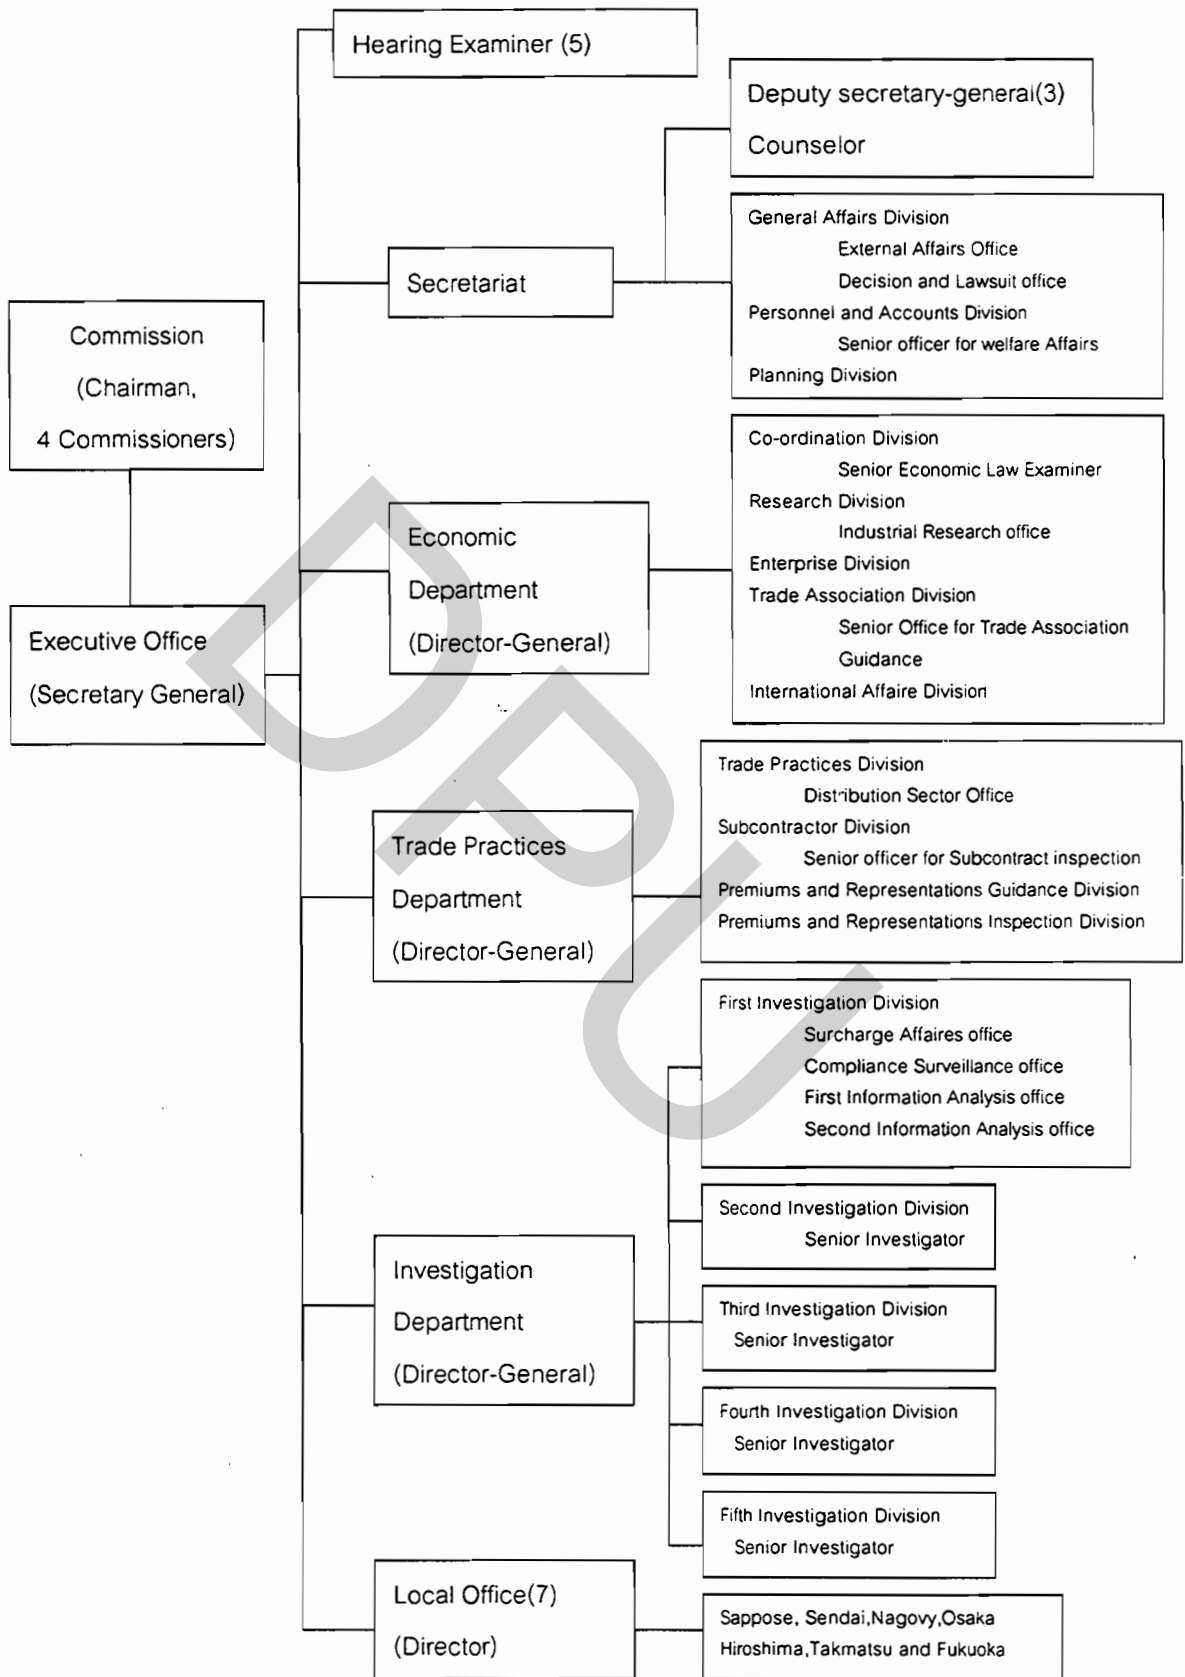 Hearing Examiner (5)
Deputy secretary-general(3)
Counselor
General Affairs Division
External Affairs Office
Decision and Lawsuit office
Personnel and Accounts Division
Senior officer for welfare Affairs
Planning Division
Secretariat
Commission
(Chairman,
4 Commissioners)
Executive Office
(Secretary General)
Economic
Department
(Director-General)
Co-ordination Division
Senior Economic Law Examiner
Research Division
Industrial Research office
Enterprise Division
Trade Association Division
Senior Office for Trade Association
Guidance
International Affaire Division
Trade Practices
Department
(Director-General)
Trade Practices Division
Distribution Sector Office
Subcontractor Division
Senior officer for Subcontract inspection
Premiums and Representations Guidance Division
Premiums and Representations Inspection Division
Investigation
Department
(Director-General)
First Investigation Division
Surcharge Affaires office
Compliance Surveillance office
First Information Analysis office
Second Information Analysis office
Second Investigation Division
Senior Investigator
Third Investigation Division
Senior Investigator
Fourth Investigation Division
Senior Investigator
Fifth Investigation Division
Senior Investigator
Local Office(7)
(Director)
Sappose, Sendai,Nagovy,Osaka
Hiroshima,Takmatsu and Fukuoka
DPU